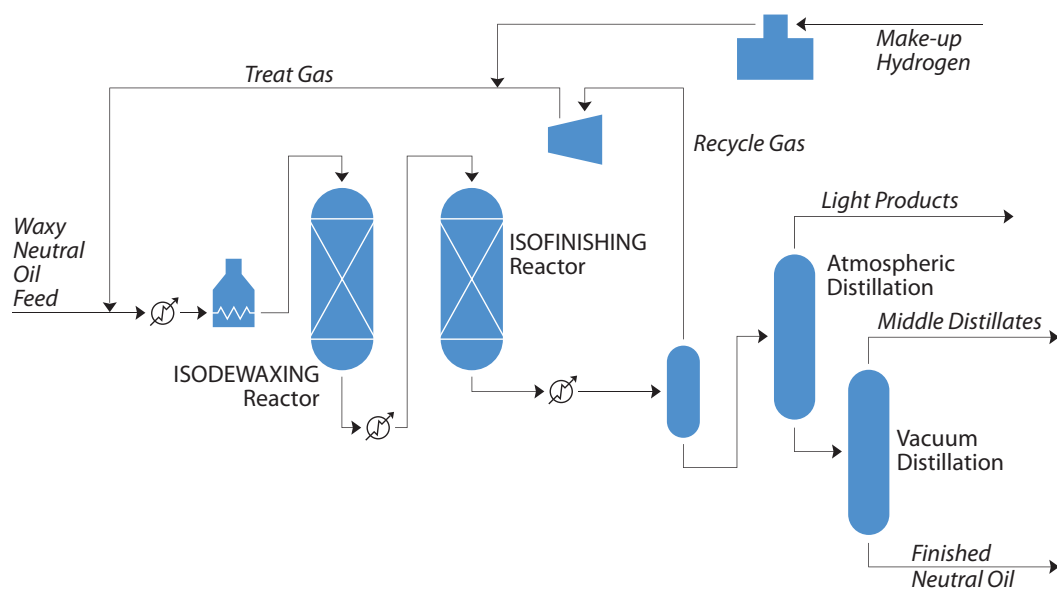 Make-up
Hydrogen
Treat Gas
Recycle Gas
Light Products
Waxy
Neutral
Oil
Feed
ISOFINISHING
Reactor
Atmospheric
Distillation
Middle Distillates
ISODEWAXING
Reactor
Vacuum
Distillation
Finished
Neutral Oil